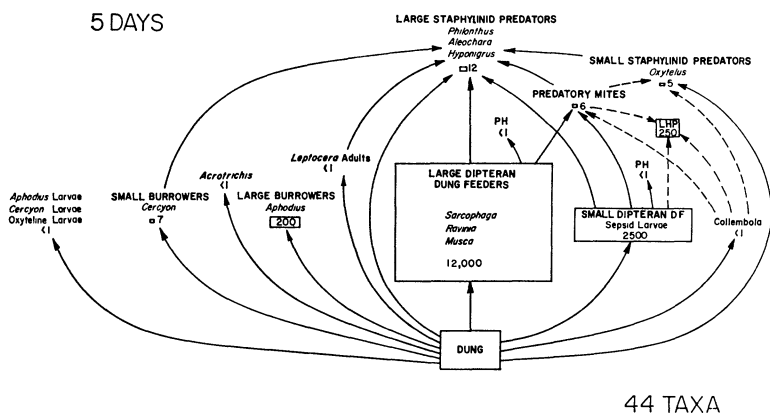 5 DAYS
LARGE STAPHYLINID PREDATORS
Philonthus
Aleochara
Hyponigrus
12
SMALL STAPHYLINID PREDATORS
Oxytelus
5
PREDATORY MITES
6
LHP
250
PH
<1
PH
<1
Leptocera Adults
<1
Acrotrichis
<1
LARGE BURROWERS
Aphodius
200
SMALL BURROWERS
Cercyon
7
Aphodius Larvae
Cercyon Larvae
Oxyteline Larvae
<1
LARGE DIPTERAN
DUNG FEEDERS
Sarcophaga
Ravinia
Musca
12,000
SMALL DIPTERAN DF
Sepsid Larvae
2500
Collembola
<1
DUNG
44 TAXA